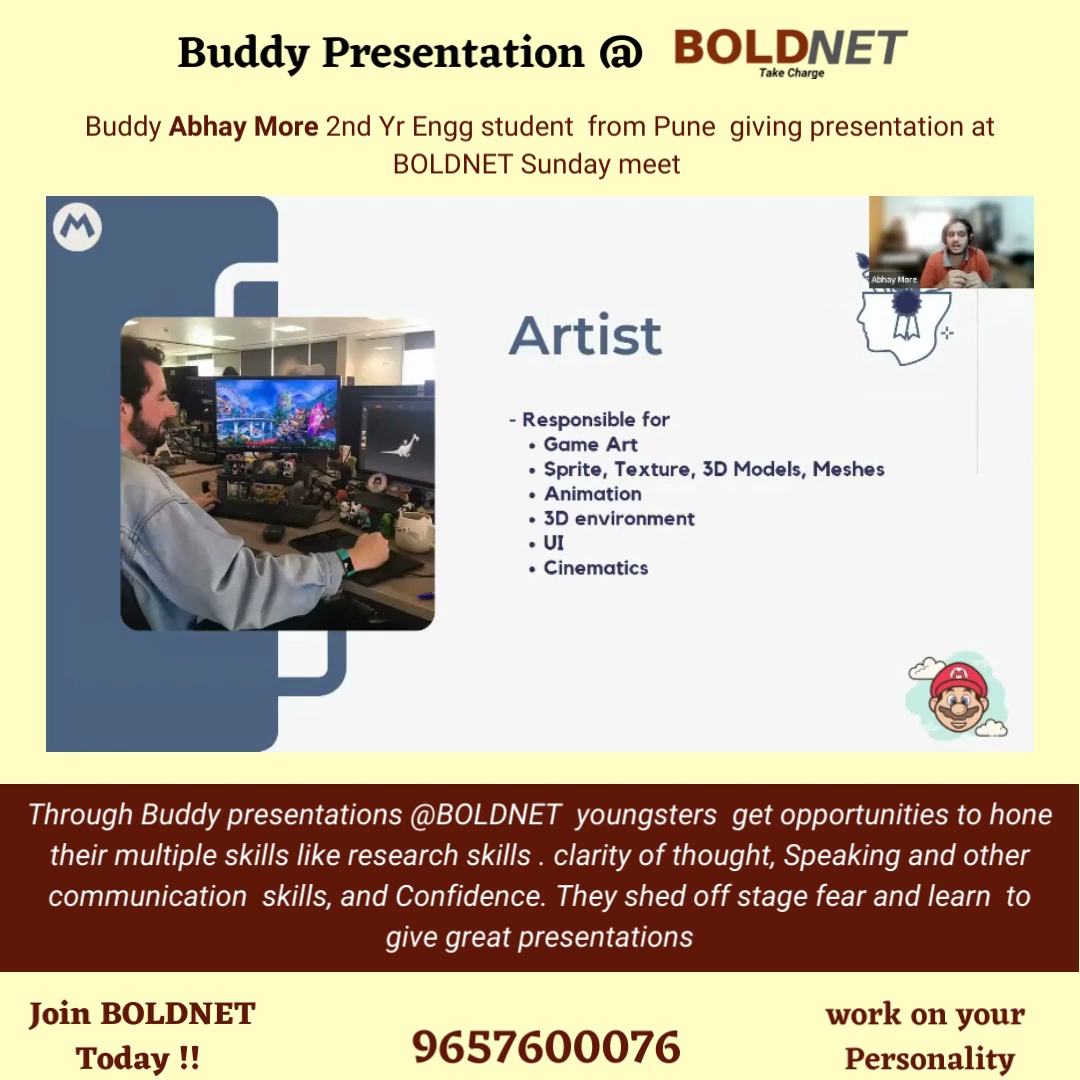 Buddy Presentation @ BOLDNET
Take Charge
Buddy Abhay More 2nd Yr Engg student from Pune giving presentation at
BOLDNET Sunday meet
M
Abhay More
Artist
- Responsible for
• Game Art
• Sprite, Texture, 3D Models, Meshes
• Animation
• 3D environment
• UI
• Cinematics
M
Through Buddy presentations @BOLDNET youngsters get opportunities to hone
their multiple skills like research skills . clarity of thought, Speaking and other
communication skills, and Confidence. They shed off stage fear and learn to
give great presentations
Join BOLDNET
Today !!
9657600076
work on your
Personality